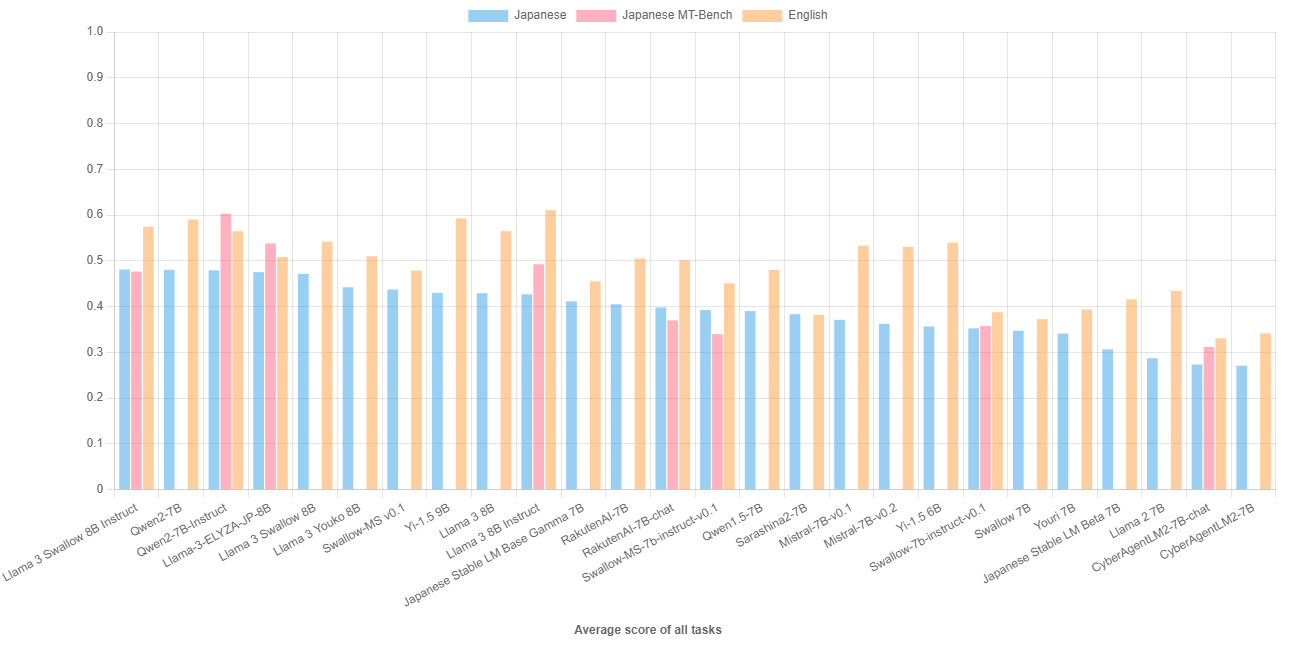 Japanese Japanese MT-Bench English
1.0
0.9
0.8
0.7
0.6
0.5
0.4
0.3
0.2
0.1
0
Llama 3 Swallow 8B Instruct
Qwen2-7B
Qwen2-7B-Instruct
Llama-3-ELYZA-JP-8B
Llama 3 Swallow 8B
Llama 3 Youko 8B
Swallow-MS v0.1
Yi-1.5 9B
Llama 3 8B
Llama 3 8B Instruct
Japanese Stable LM Base Gamma 7B
RakutenAI-7B
RakutenAI-7B-chat
Swallow-MS-7b-instruct-v0.1
Qwen1.5-7B
Sarashina2-7B
Mistral-7B-v0.1
Mistral-7B-v0.2
Yi-1.5 6B
Swallow-7b-instruct-v0.1
Swallow 7B
Youri 7B
Japanese Stable LM Beta 7B
Llama 2 7B
CyberAgentLM2-7B-chat
CyberAgentLM2-7B
Average score of all tasks